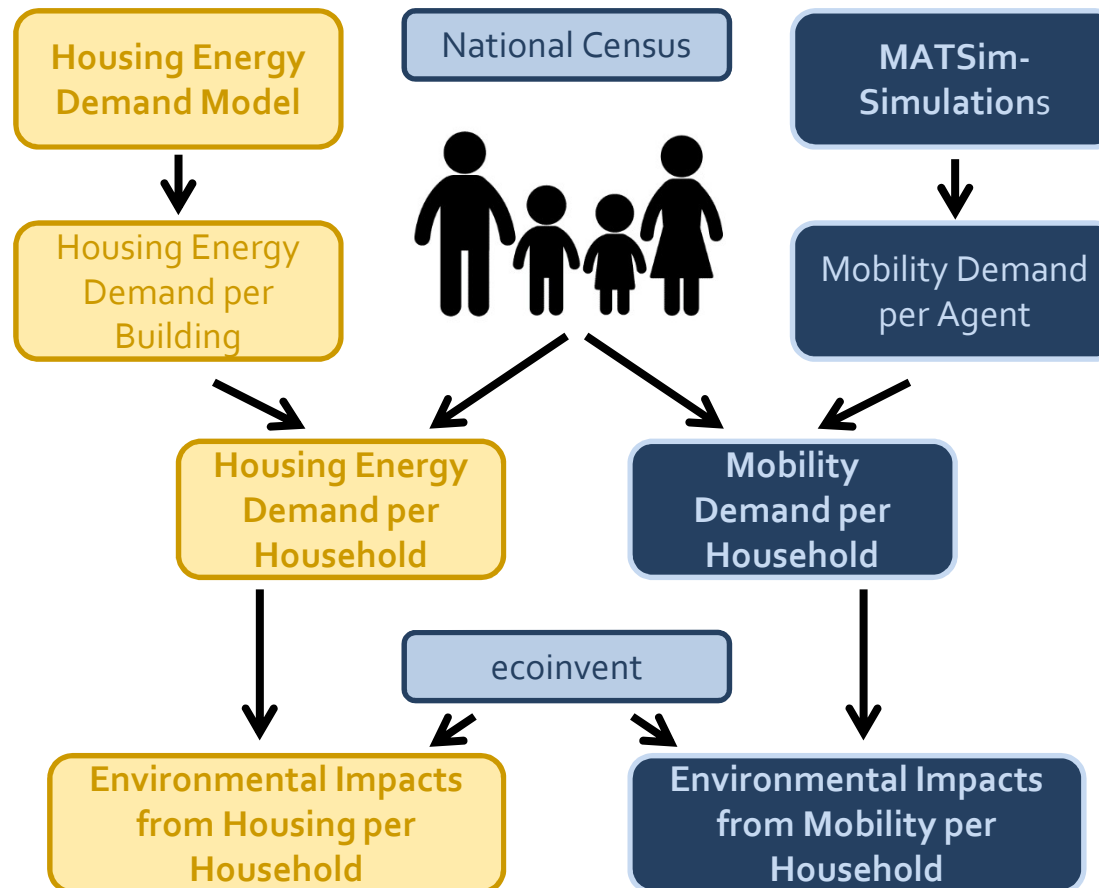 Housing Energy
Demand Model
National Census
MATSim-
Simulations
Housing Energy
Demand per
Building
Mobility Demand
per Agent
Housing Energy
Demand per
Household
Mobility
Demand per
Household
ecoinvent
Environmental Impacts
from Housing per
Household
Environmental Impacts
from Mobility per
Household